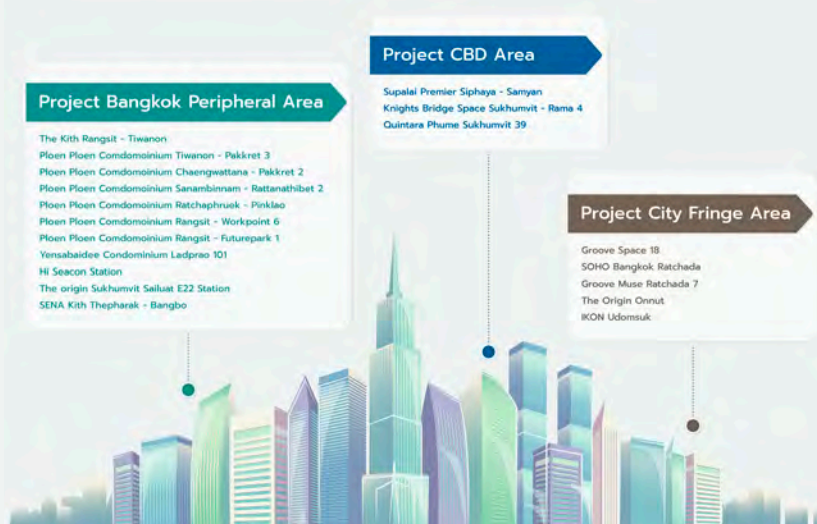 Project Bangkok Peripheral Area
The Kith Rangsit - Tiwanon
Ploen Ploen Comdomoinium Tiwanon - Pakkret 3
Ploen Ploen Comdomoinium Chaengwattana - Pakkret 2
Ploen Ploen Comdomoinium Sanambinnam - Rattanathibet 2
Ploen Ploen Comdomoinium Ratchaphruek - Pinklao
Ploen Ploen Comdomoinium Rangsit - Workpoint 6
Ploen Ploen Comdomoinium Rangsit - Futurepark 1
Yensabaidee Condominium Ladprao 101
Hi Seacon Station
The origin Sukhumvit Sailuat E22 Station
SENA Kith Thepharak - Bangbo
Project CBD Area
Supalai Premier Siphaya - Samyan
Knights Bridge Space Sukhumvit - Rama 4
Quintara Phume Sukhumvit 39
Project City Fringe Area
Groove Space 18
SOHO Bangkok Ratchada
Groove Muse Ratchada 7
The Origin Onnut
IKON Udomsuk